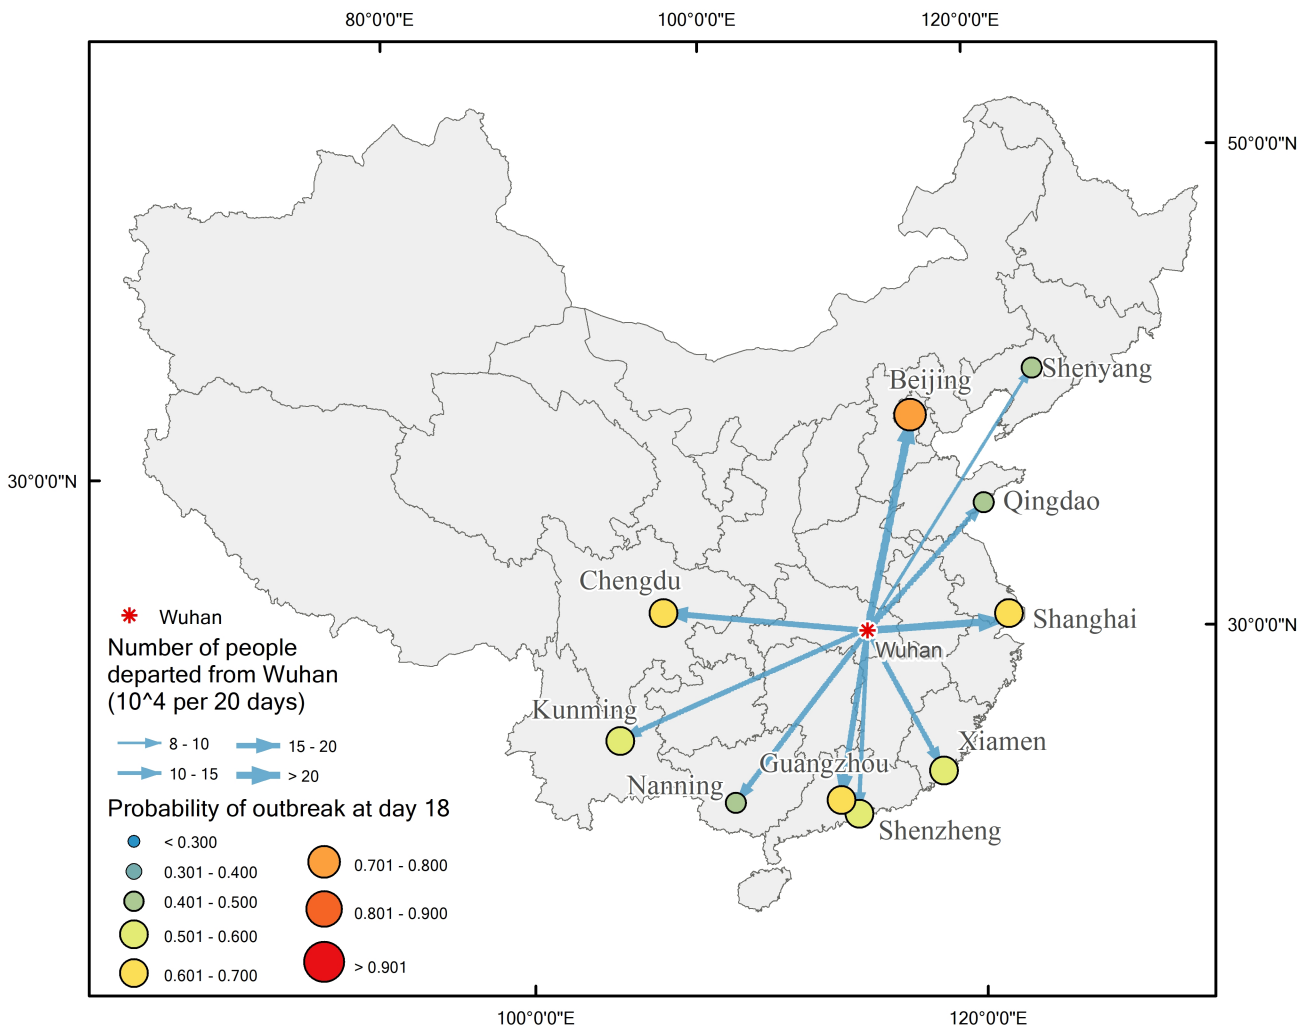 80°0'0"E
100°0'0"E
120°0'0"E
50°0'0"N
Shenyang
Beijing
30°0'0"N
Qingdao
Chengdu
Shanghai
30°0'0"N
Wuhan
Kunming
Xiamen
Guangzhou
Nanning
Shenzheng
Wuhan
Number of people
departed from Wuhan
(10^4 per 20 days)
8 - 10
15 - 20
10 - 15
> 20
Probability of outbreak at day 18
< 0.300
0.301 - 0.400
0.401 - 0.500
0.501 - 0.600
0.601 - 0.700
0.701 - 0.800
0.801 - 0.900
> 0.901
100°0'0"E
120°0'0"E